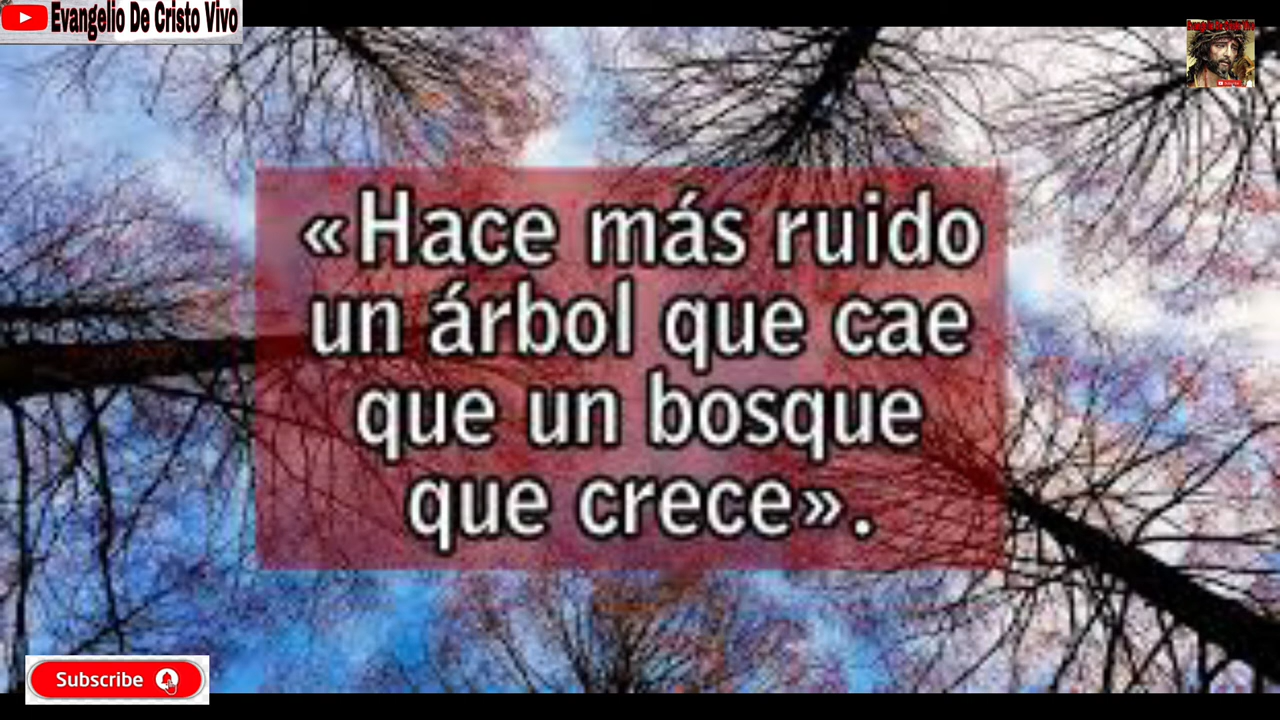 Evangelio De Cristo Vivo
«Hace más ruido
un árbol que cae
que un bosque
que crece».
Subscribe